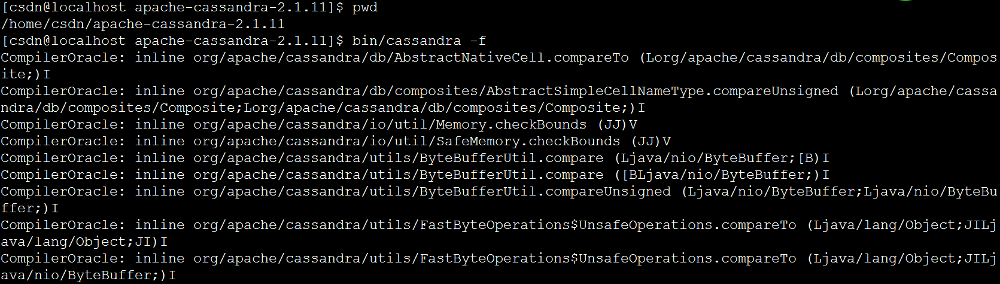 [csdn@localhost apache-cassandra-2.1.11]$ pwd
/home/csdn/apache-cassandra-2.1.11
[csdn@localhost apache-cassandra-2.1.11]$ bin/cassandra -f
CompilerOracle: inline org/apache/cassandra/db/AbstractNativeCell.compareTo (Lorg/apache/cassandra/db/composites/Compos
ite;)I
CompilerOracle: inline org/apache/cassandra/db/composites/AbstractSimpleCellNameType.compareUnsigned (Lorg/apache/cassa
ndra/db/composites/Composite;Lorg/apache/cassandra/db/composites/Composite;)I
CompilerOracle: inline org/apache/cassandra/io/util/Memory.checkBounds (JJ)V
CompilerOracle: inline org/apache/cassandra/io/util/SafeMemory.checkBounds (JJ)V
CompilerOracle: inline org/apache/cassandra/utils/ByteBufferUtil.compare (Ljava/nio/ByteBuffer;[B)I
CompilerOracle: inline org/apache/cassandra/utils/ByteBufferUtil.compare ([BLjava/nio/ByteBuffer;)I
CompilerOracle: inline org/apache/cassandra/utils/ByteBufferUtil.compareUnsigned (Ljava/nio/ByteBuffer;Ljava/nio/ByteBu
ffer;)I
CompilerOracle: inline org/apache/cassandra/utils/FastByteOperations$UnsafeOperations.compareTo (Ljava/lang/Object;JILj
ava/lang/Object;JI)I
CompilerOracle: inline org/apache/cassandra/utils/FastByteOperations$UnsafeOperations.compareTo (Ljava/lang/Object;JILj
ava/nio/ByteBuffer;)I